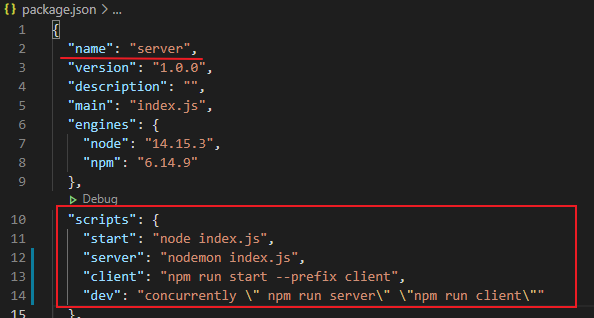 {} package.json > ...
1 {
2 "name": "server",
3 "version": "1.0.0",
4 "description": "",
5 "main": "index.js",
6 "engines": {
7 "node": "14.15.3",
8 "npm": "6.14.9"
9 },
Debug
10 "scripts": {
11 "start": "node index.js",
12 "server": "nodemon index.js",
13 "client": "npm run start --prefix client",
14 "dev": "concurrently \" npm run server\" \"npm run client\""
15 },